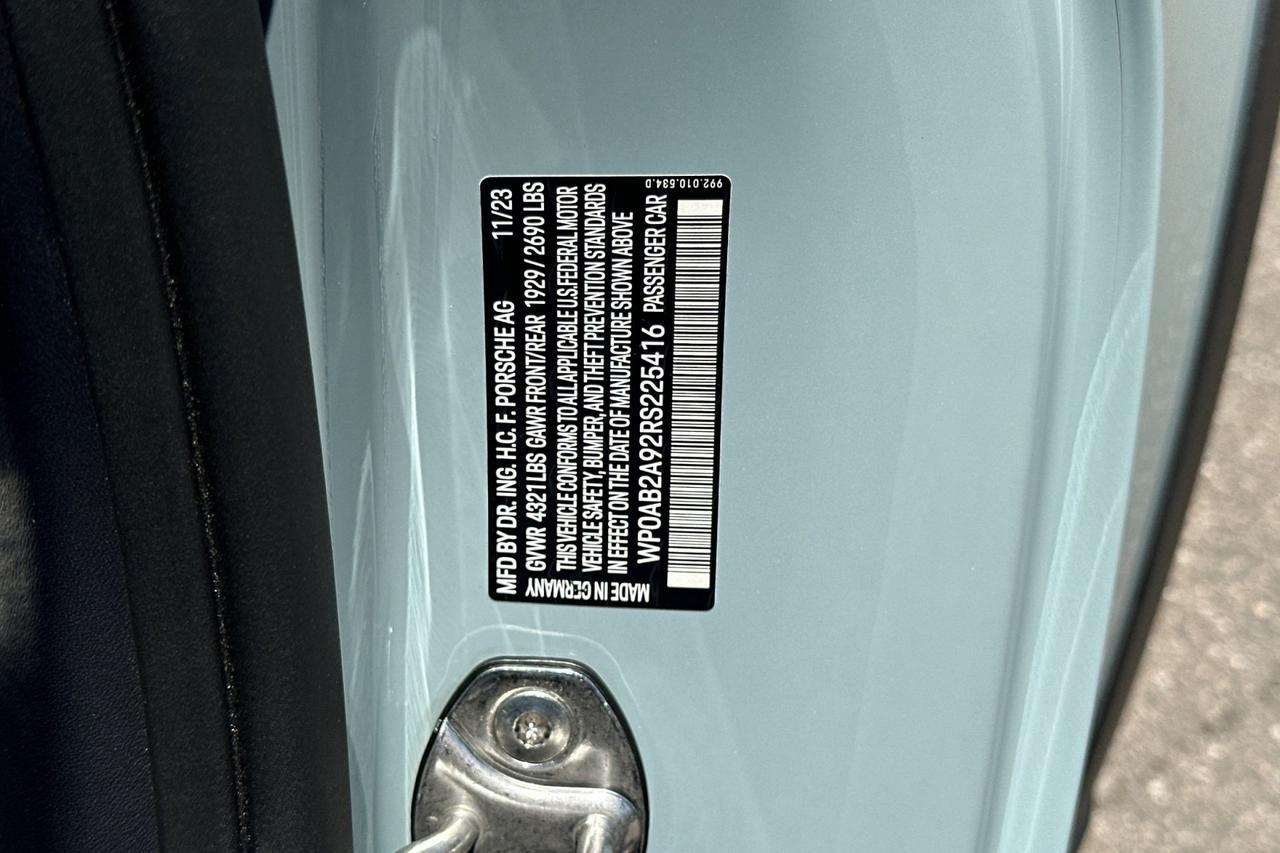 MFD BY DR. ING. H.C. F. PORSCHE AG 11/23
GVWR 4321 LBS GAWR FRONT/REAR 1929 / 2690 LBS
THIS VEHICLE CONFORMS TO ALL APPLICABLE U.S. FEDERAL MOTOR
VEHICLE SAFETY, BUMPER, AND THEFT PREVENTION STANDARDS
IN EFFECT ON THE DATE OF MANUFACTURE SHOWN ABOVE
WP0AB2A92RS225416 PASSENGER CAR
MADE IN GERMANY
992.010.534.D